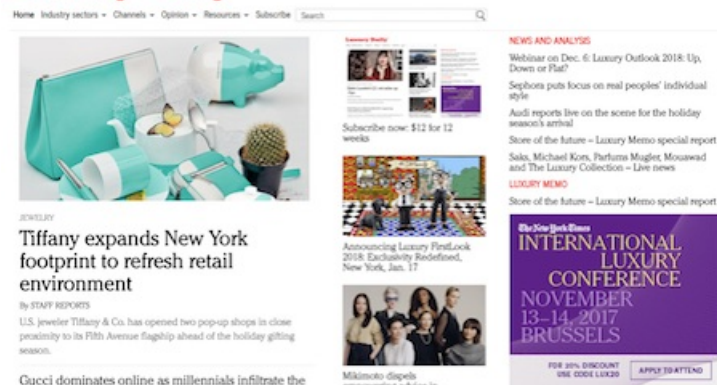 Home Industry sectors Channels Opinion Resources Subscribe Search
JEWELRY
Tiffany expands New York
footprint to refresh retail
environment
By STAFF REPORTS
U.S. jeweler Tiffany & Co. has opened two pop-up shops in close
proximity to its Fifth Avenue flagship ahead of the holiday gifting
season.
Gucci dominates online as millennials infiltrate the
Luxury Daily
Subscribe now: $12 for 12
weeks
Announcing Luxury FirstLook
2018: Exclusivity Redefined,
New York, Jan. 17
Mikimoto dispels
NEWS AND ANALYSIS
Webinar on Dec. 6: Luxury Outlook 2018: Up,
Down or Flat?
Sephora puts focus on real peoples' individual
style
Audi reports live on the scene for the holiday
season's arrival
Store of the future – Luxury Memo special report
Saks, Michael Kors, Parfums Mugler, Mouawad
and The Luxury Collection – Live news
LUXURY MEMO
Store of the future – Luxury Memo special report
The New York Times
INTERNATIONAL
LUXURY
CONFERENCE
NOVEMBER
13–14, 2017
BRUSSELS
FOR 20% DISCOUNT
USE CODE LUX20
APPLY TO ATTEND